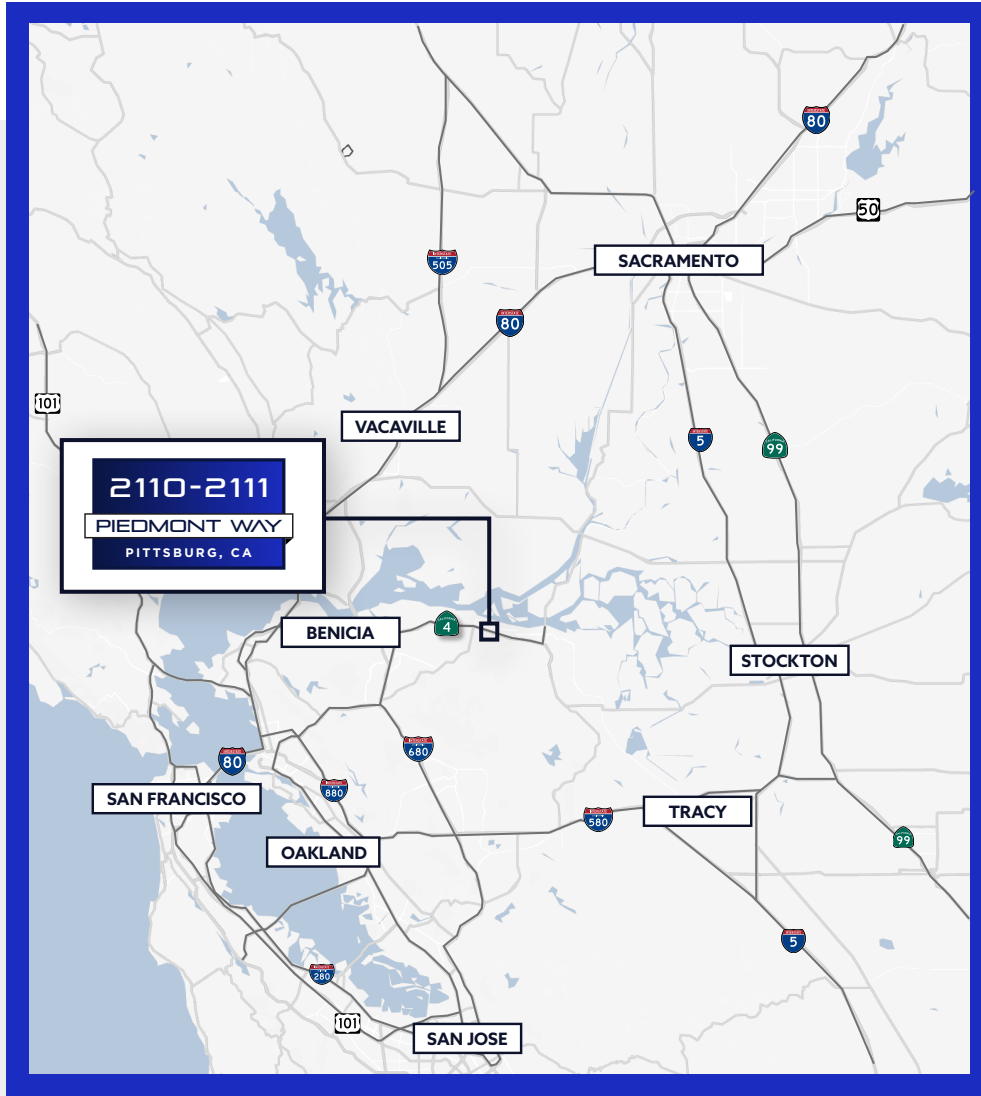 80
50
SACRAMENTO
505
80
101
VACAVILLE
5
99
2110-2111
PIEDMONT WAY
PITTSBURG, CA
4
BENICIA
STOCKTON
680
80
880
SAN FRANCISCO
TRACY
580
99
OAKLAND
5
280
101
SAN JOSE